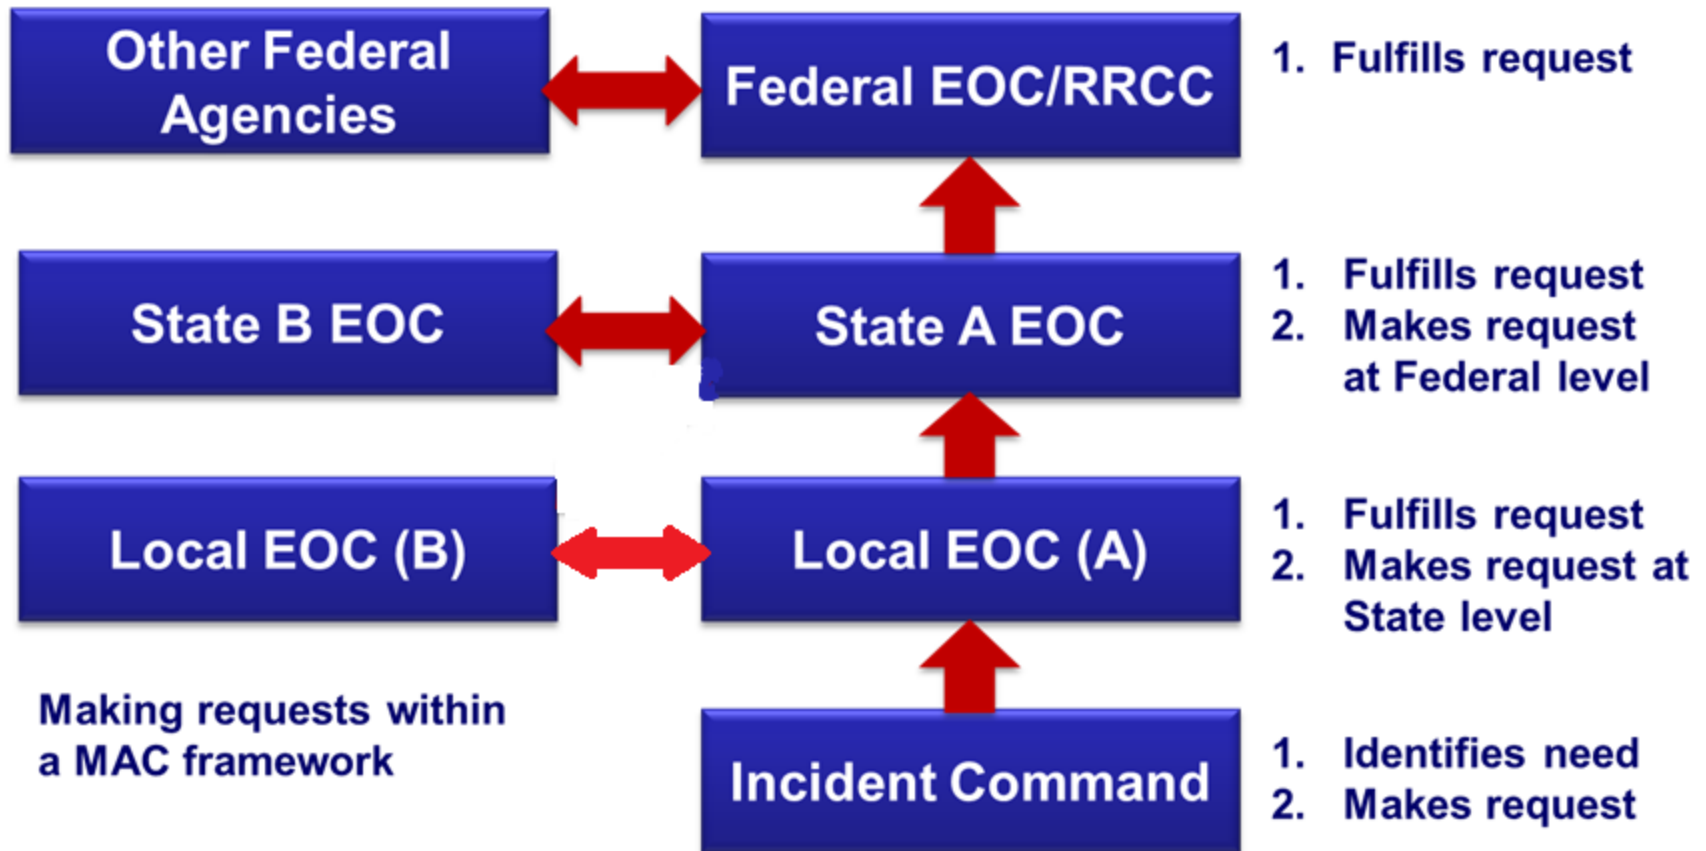 Other Federal
Agencies
Federal EOC/RRCC
1. Fulfills request
State B EOC
State A EOC
1. Fulfills request
2. Makes request
at Federal level
Local EOC (B)
Local EOC (A)
1. Fulfills request
2. Makes request at
State level
Making requests within
a MAC framework
Incident Command
1. Identifies need
2. Makes request